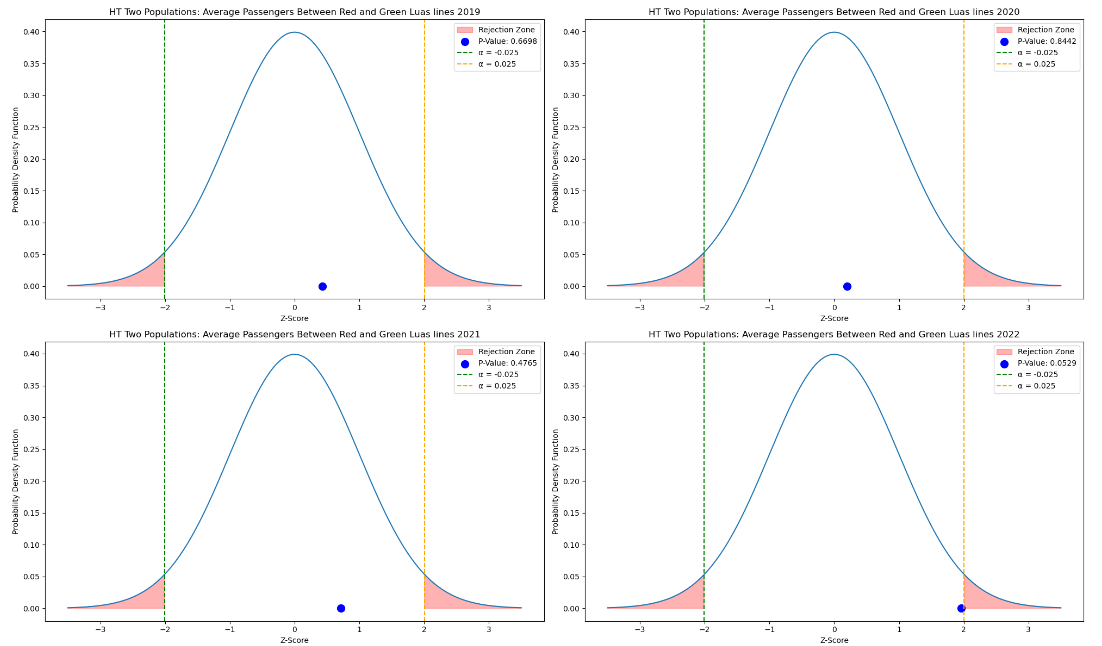 HT Two Populations: Average Passengers Between Red and Green Luas lines 2019
Probability Density Function
0.40
0.35
0.30
0.25
0.20
0.15
0.10
0.05
0.00
Rejection Zone
P-Value: 0.6698
α = -0.025
α = 0.025
−3 −2 −1 0 1 2 3
Z-Score
HT Two Populations: Average Passengers Between Red and Green Luas lines 2020
Probability Density Function
0.40
0.35
0.30
0.25
0.20
0.15
0.10
0.05
0.00
Rejection Zone
P-Value: 0.8442
α = -0.025
α = 0.025
−3 −2 −1 0 1 2 3
Z-Score
HT Two Populations: Average Passengers Between Red and Green Luas lines 2021
Probability Density Function
0.40
0.35
0.30
0.25
0.20
0.15
0.10
0.05
0.00
Rejection Zone
P-Value: 0.4765
α = -0.025
α = 0.025
−3 −2 −1 0 1 2 3
Z-Score
HT Two Populations: Average Passengers Between Red and Green Luas lines 2022
Probability Density Function
0.40
0.35
0.30
0.25
0.20
0.15
0.10
0.05
0.00
Rejection Zone
P-Value: 0.0529
α = -0.025
α = 0.025
−3 −2 −1 0 1 2 3
Z-Score